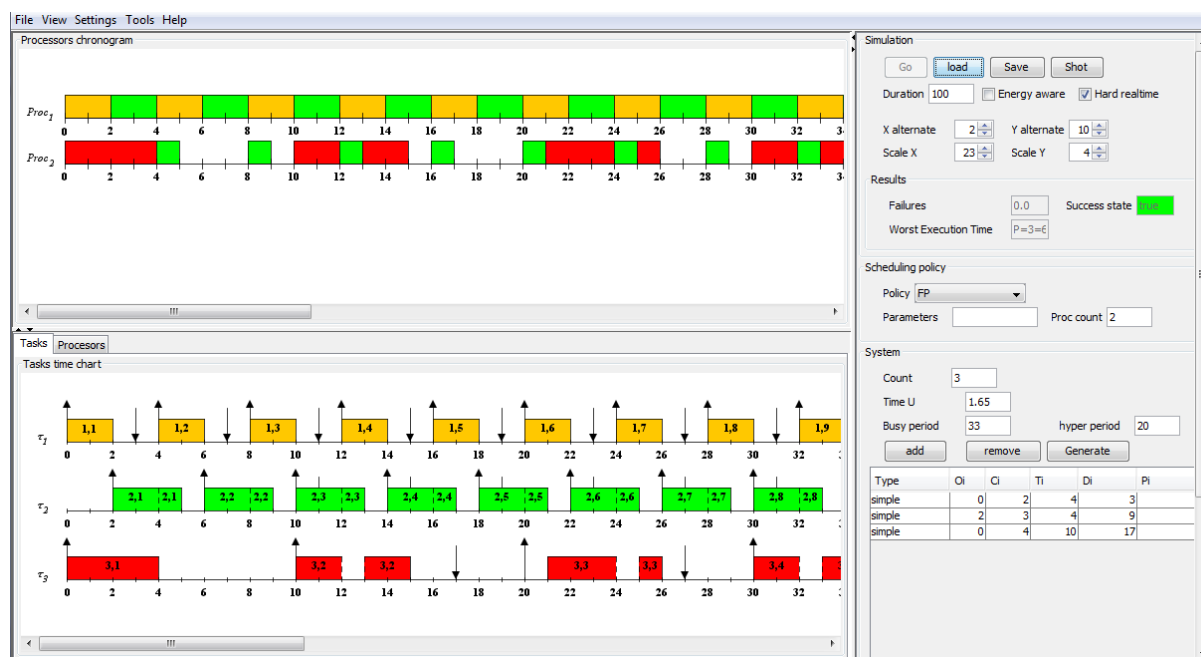 File View Settings Tools Help
Processors chronogram
Proc1
0 2 4 6 8 10 12 14 16 18 20 22 24 26 28 30 32 34
Proc2
0 2 4 6 8 10 12 14 16 18 20 22 24 26 28 30 32 34
Tasks Procesors
Tasks time chart
τ1 1,1 1,2 1,3 1,4 1,5 1,6 1,7 1,8 1,9
0 2 4 6 8 10 12 14 16 18 20 22 24 26 28 30 32
τ2 2,1 2,1 2,2 2,2 2,3 2,3 2,4 2,4 2,5 2,5 2,6 2,6 2,7 2,7 2,8 2,8
0 2 4 6 8 10 12 14 16 18 20 22 24 26 28 30 32
τ3 3,1 3,2 3,2 3,3 3,3 3,4
0 2 4 6 8 10 12 14 16 18 20 22 24 26 28 30 32
Simulation
Go load Save Shot
Duration 100 Energy aware Hard realtime
X alternate 2 Y alternate 10
Scale X 23 Scale Y 4
Results
Failures 0.0 Success state true
Worst Execution Time P=3=6
Scheduling policy
Policy FP
Parameters Proc count 2
System
Count 3
Time U 1.65
Busy period 33 hyper period 20
add remove Generate
Type Oi Ci Ti Di Pi
simple 0 2 4 3
simple 2 3 4 9
simple 0 4 10 17